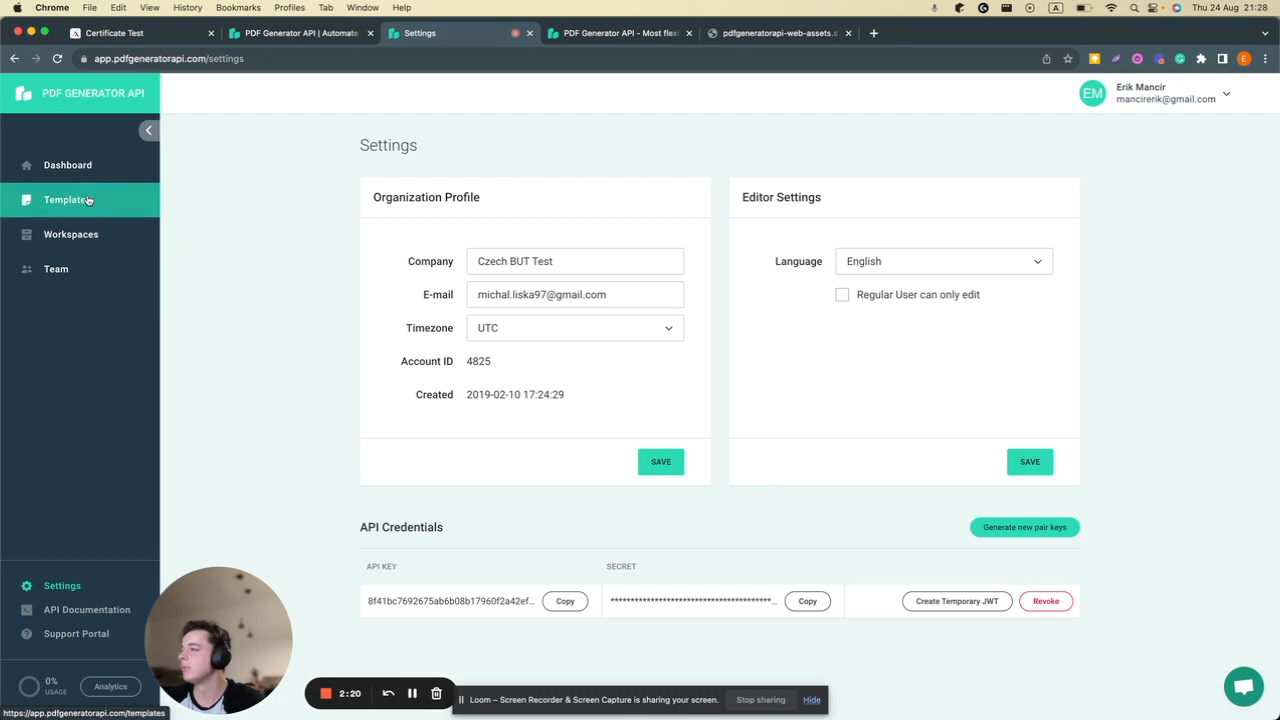 Chrome File Edit View History Bookmarks Profiles Tab Window Help A Thu 24 Aug 21:28
Certificate Test PDF Generator API | Automate Settings PDF Generator API - Most flexi pdfgeneratorapi-web-assets.s
app.pdfgeneratorapi.com/settings
PDF GENERATOR API
EM Erik Mancir
mancirerik@gmail.com
Dashboard
Templates
Workspaces
Team
Settings
Organization Profile
Company Czech BUT Test
E-mail michal.liska97@gmail.com
Timezone UTC
Account ID 4825
Created 2019-02-10 17:24:29
SAVE
Editor Settings
Language English
Regular User can only edit
SAVE
API Credentials Generate new pair keys
API KEY SECRET
8f41bc7692675ab6b08b17960f2a42ef... Copy ****************************************... Copy Create Temporary JWT Revoke
Settings
API Documentation
Support Portal
0%
USAGE
Analytics
2:20
Loom – Screen Recorder & Screen Capture is sharing your screen. Stop sharing Hide
https://app.pdfgeneratorapi.com/templates